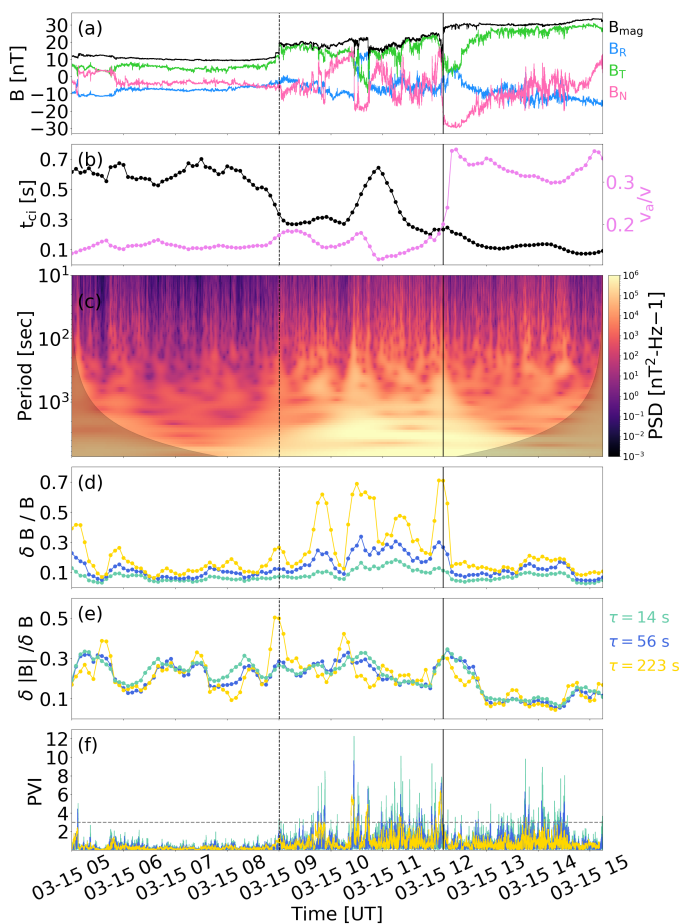 (a)
B [nT]
10
0
−10
−20
−30
B_mag
B_R
B_T
B_N
(b)
t_ci [s]
0.7
0.5
0.3
0.1
0.3
0.2
v_a/v
(c)
Period [sec]
10^1
10^2
10^3
10^6
10^5
10^4
10^3
10^2
10^1
10^0
10^−1
10^−2
10^−3
PSD [nT^2-Hz−1]
(d)
δ B / B
0.7
0.5
0.3
0.1
(e)
δ |B| /δ B
0.5
0.3
0.1
τ = 14 s
τ = 56 s
τ = 223 s
(f)
PVI
12
10
8
6
4
2
03-15 05
03-15 06
03-15 07
03-15 08
03-15 09
03-15 10
03-15 11
03-15 12
03-15 13
03-15 14
03-15 15
Time [UT]